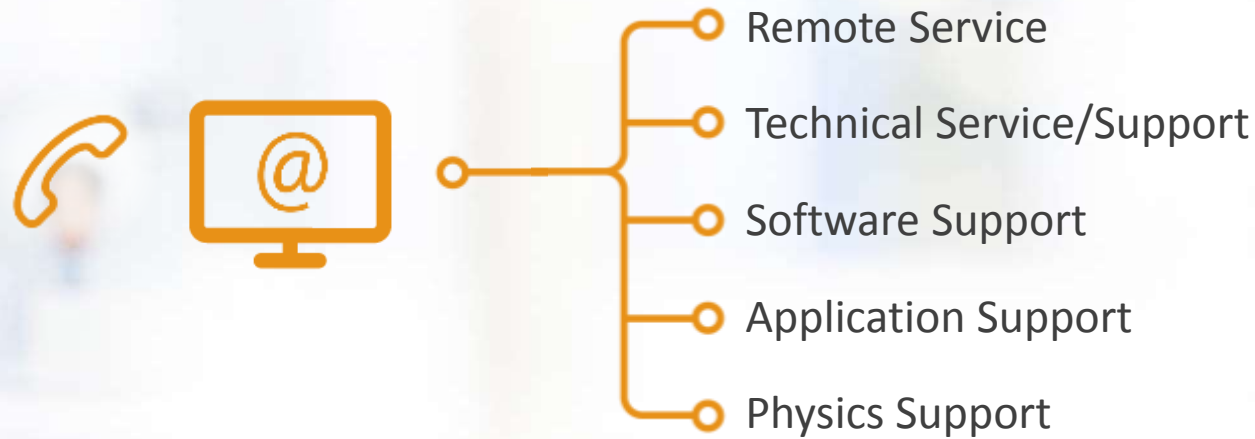 @
Remote Service
Technical Service/Support
Software Support
Application Support
Physics Support